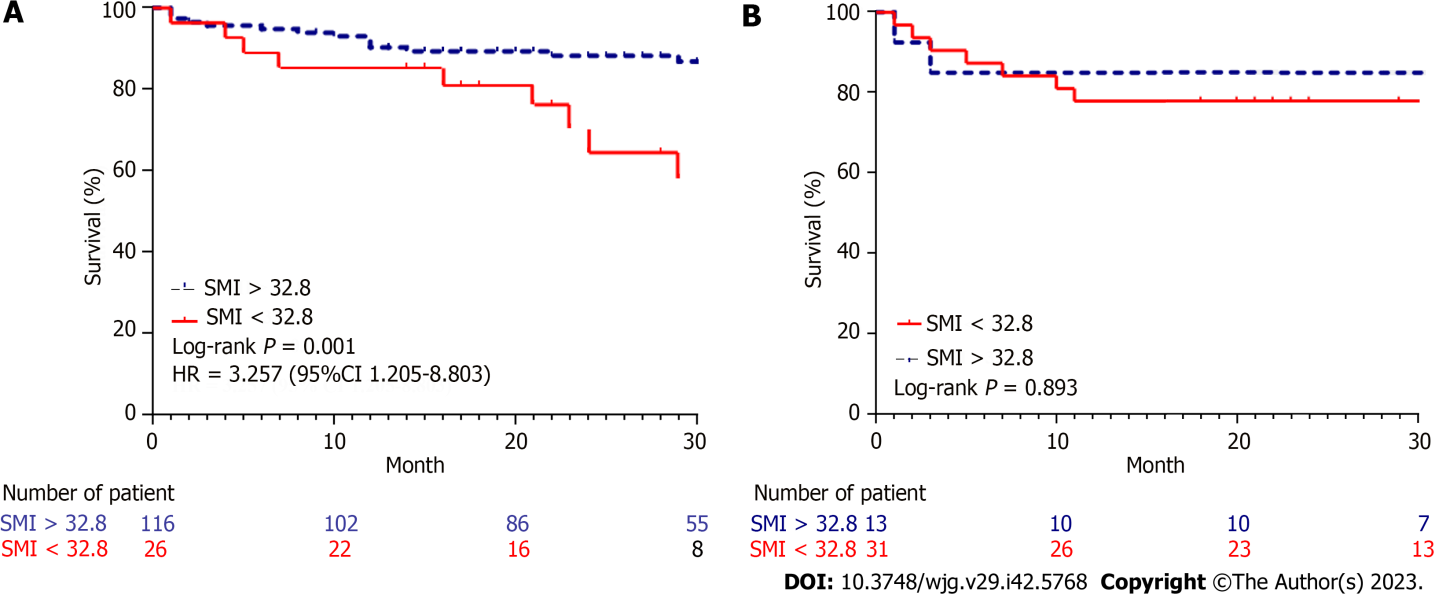 A
100
80
60
40
20
0
Survival (%)
SMI > 32.8
SMI < 32.8
Log-rank P = 0.001
HR = 3.257 (95%CI 1.205-8.803)
0 10 20 30
Month
Number of patient
SMI > 32.8 116 102 86 55
SMI < 32.8 26 22 16 8
B
100
80
60
40
20
0
Survival (%)
SMI < 32.8
SMI > 32.8
Log-rank P = 0.893
0 10 20 30
Month
Number of patient
SMI > 32.8 13 10 10 7
SMI < 32.8 31 26 23 13
DOI: 10.3748/wjg.v29.i42.5768 Copyright ©The Author(s) 2023.